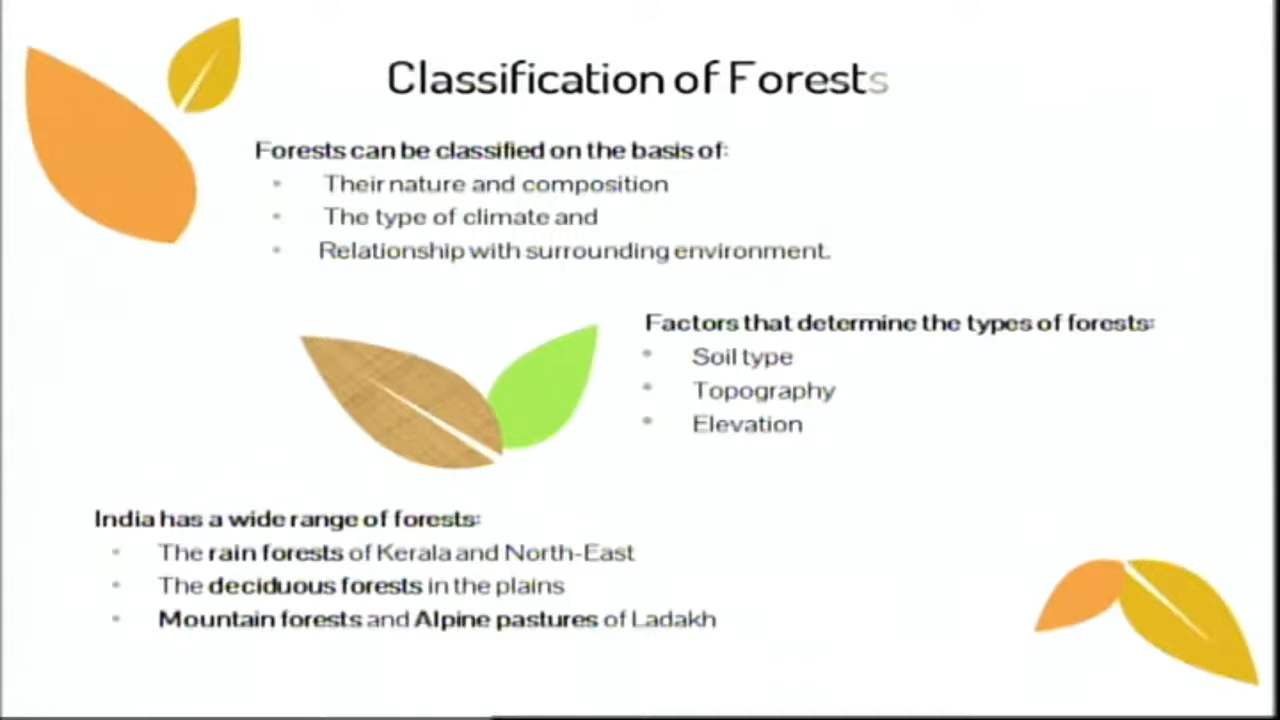 Classification of Forests
Forests can be classified on the basis of:
• Their nature and composition
• The type of climate and
• Relationship with surrounding environment.
Factors that determine the types of forests:
• Soil type
• Topography
• Elevation
India has a wide range of forests:
• The rain forests of Kerala and North-East
• The deciduous forests in the plains
• Mountain forests and Alpine pastures of Ladakh